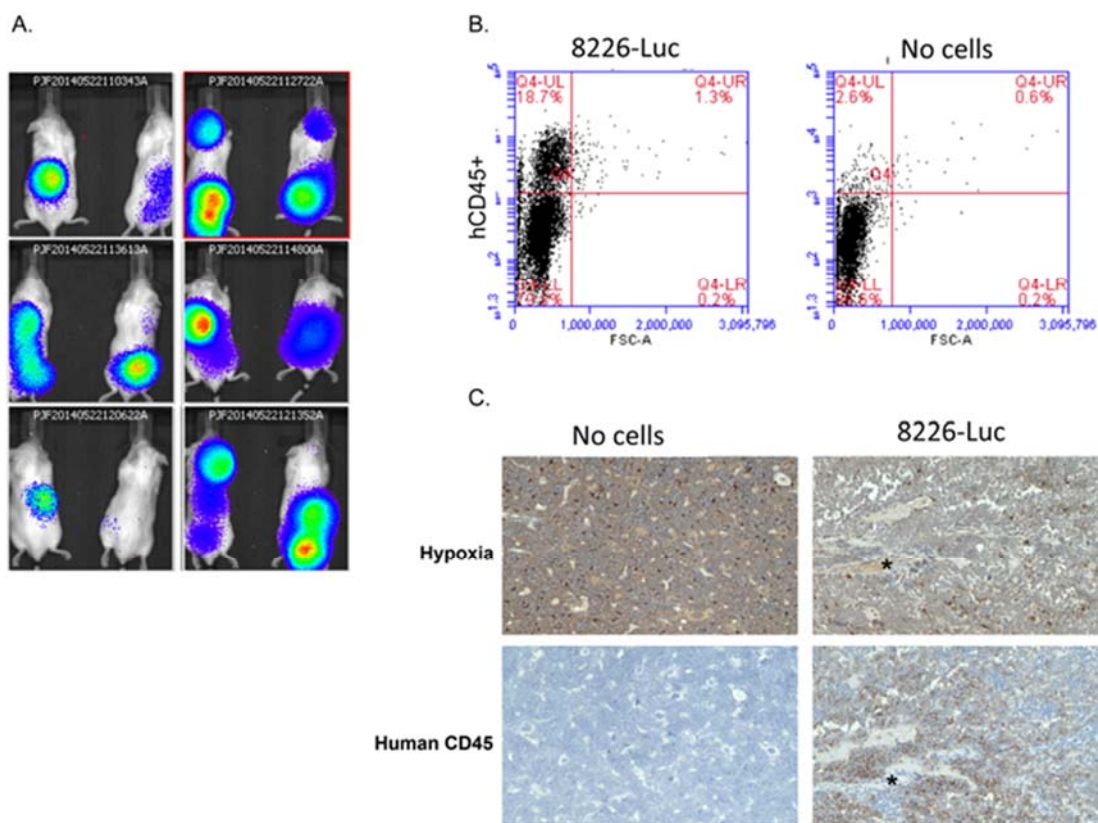 A.
PJF20140522110343A
PJF20140522112722A
PJF20140522113613A
PJF20140522114800A
PJF20140522120622A
PJF20140522121352A
B.
8226-Luc
No cells
hCD45+
Q4-UL
18.7%
Q4-UR
1.3%
Q4-LR
0.2%
0
1,000,000
2,000,000
3,095,796
FSC-A
Q4-UL
2.6%
Q4-UR
0.6%
Q4
Q4-LR
0.2%
0
1,000,000
2,000,000
3,095,796
FSC-A
C.
No cells
8226-Luc
Hypoxia
*
Human CD45
*